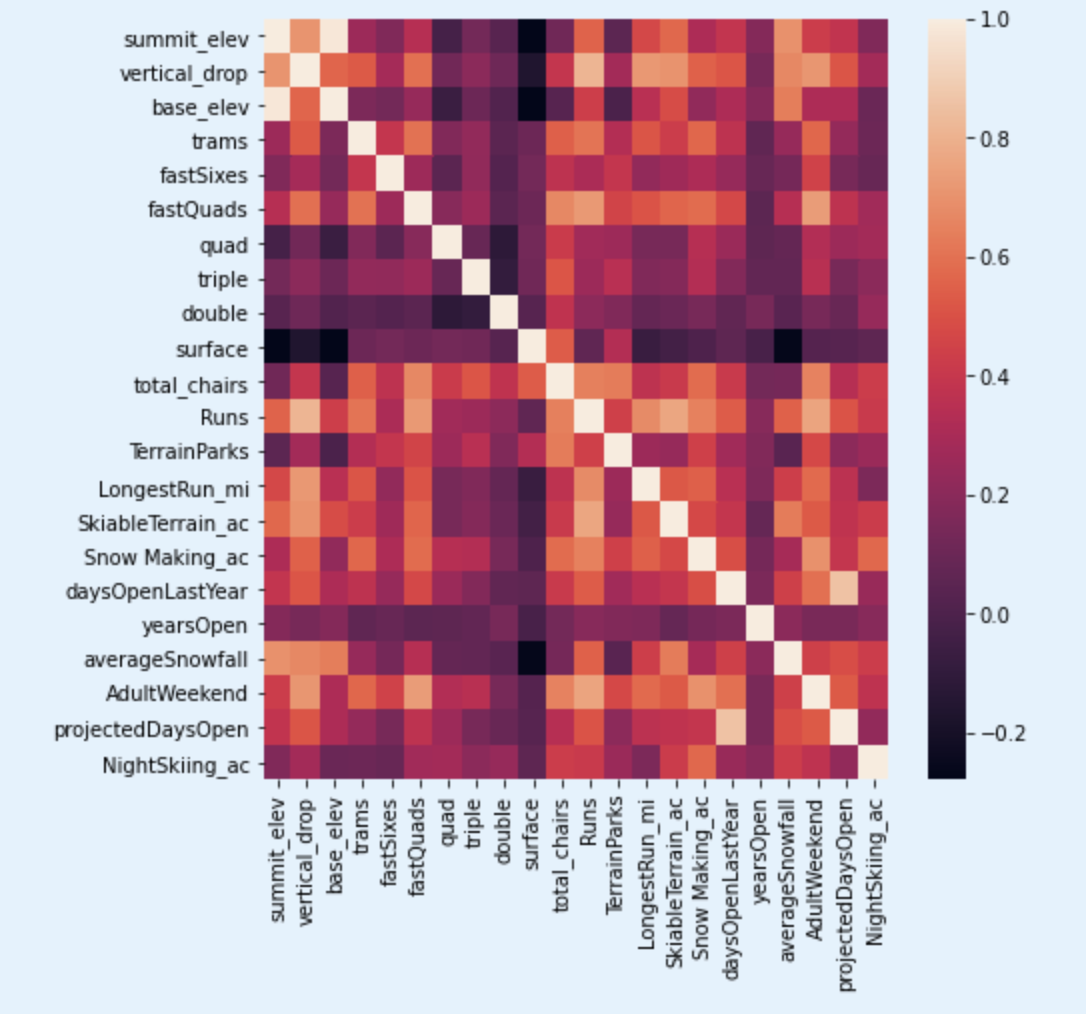 summit_elev
vertical_drop
base_elev
trams
fastSixes
fastQuads
quad
triple
double
surface
total_chairs
Runs
TerrainParks
LongestRun_mi
SkiableTerrain_ac
Snow Making_ac
daysOpenLastYear
yearsOpen
averageSnowfall
AdultWeekend
projectedDaysOpen
NightSkiing_ac
summit_elev
vertical_drop
base_elev
trams
fastSixes
fastQuads
quad
triple
double
surface
total_chairs
Runs
TerrainParks
LongestRun_mi
SkiableTerrain_ac
Snow Making_ac
daysOpenLastYear
yearsOpen
averageSnowfall
AdultWeekend
projectedDaysOpen
NightSkiing_ac
1.0
0.8
0.6
0.4
0.2
0.0
−0.2